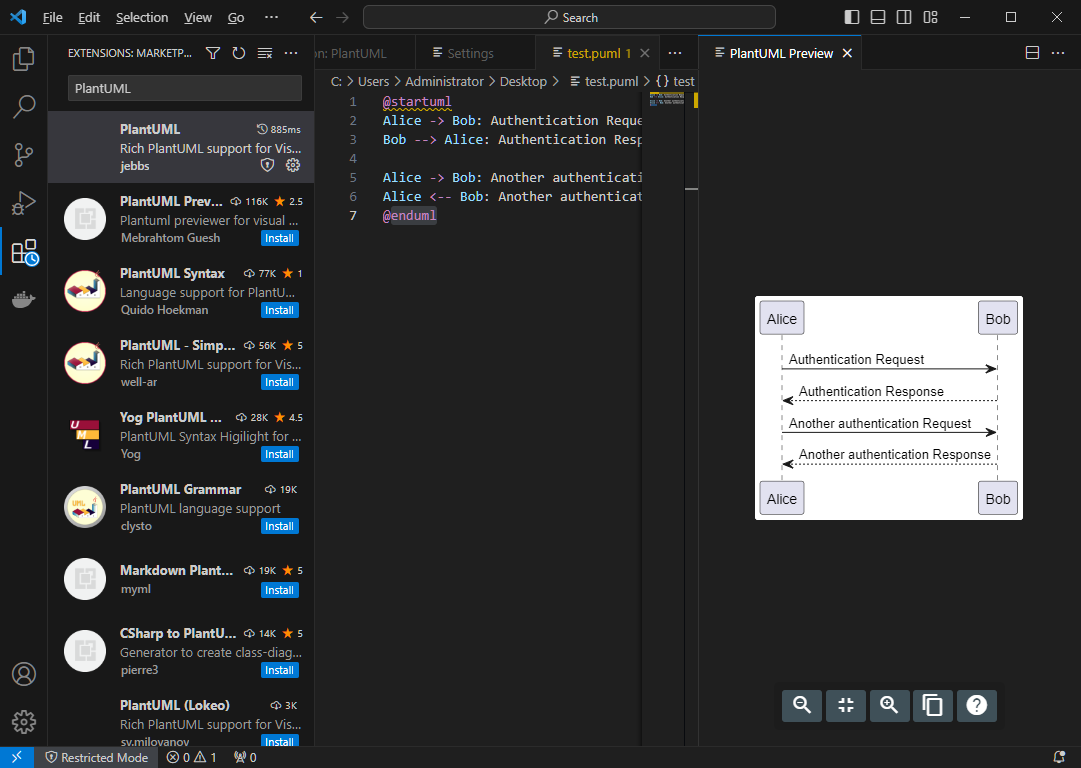 File Edit Selection View Go ··· Search
EXTENSIONS: MARKETP...
PlantUML
PlantUML 885ms
Rich PlantUML support for Vis...
jebbs
PlantUML Prev... 116K 2.5
Plantuml previewer for visual ...
Mebrahtom Guesh Install
PlantUML Syntax 77K 1
Language support for PlantU...
Quido Hoekman Install
PlantUML - Simp... 56K 5
Rich PlantUML support for Vis...
well-ar Install
UML
Yog PlantUML ... 28K 4.5
PlantUML Syntax Higilight for ...
Yog Install
UML
PlantUML Grammar 19K
PlantUML language support
clysto Install
Markdown Plant... 19K 5
myml Install
CSharp to PlantU... 14K 5
Generator to create class-diag...
pierre3 Install
PlantUML (Lokeo) 3K
Rich PlantUML support for Vis...
sv.milovanov Install
on: PlantUML Settings test.puml 1
C: > Users > Administrator > Desktop > test.puml > {} test
1 @startuml
2 Alice -> Bob: Authentication Reque
3 Bob --> Alice: Authentication Resp
4
5 Alice -> Bob: Another authenticati
6 Alice <-- Bob: Another authenticat
7 @enduml
PlantUML Preview
Alice Bob
Authentication Request
Authentication Response
Another authentication Request
Another authentication Response
Alice Bob
Restricted Mode 0 1 0